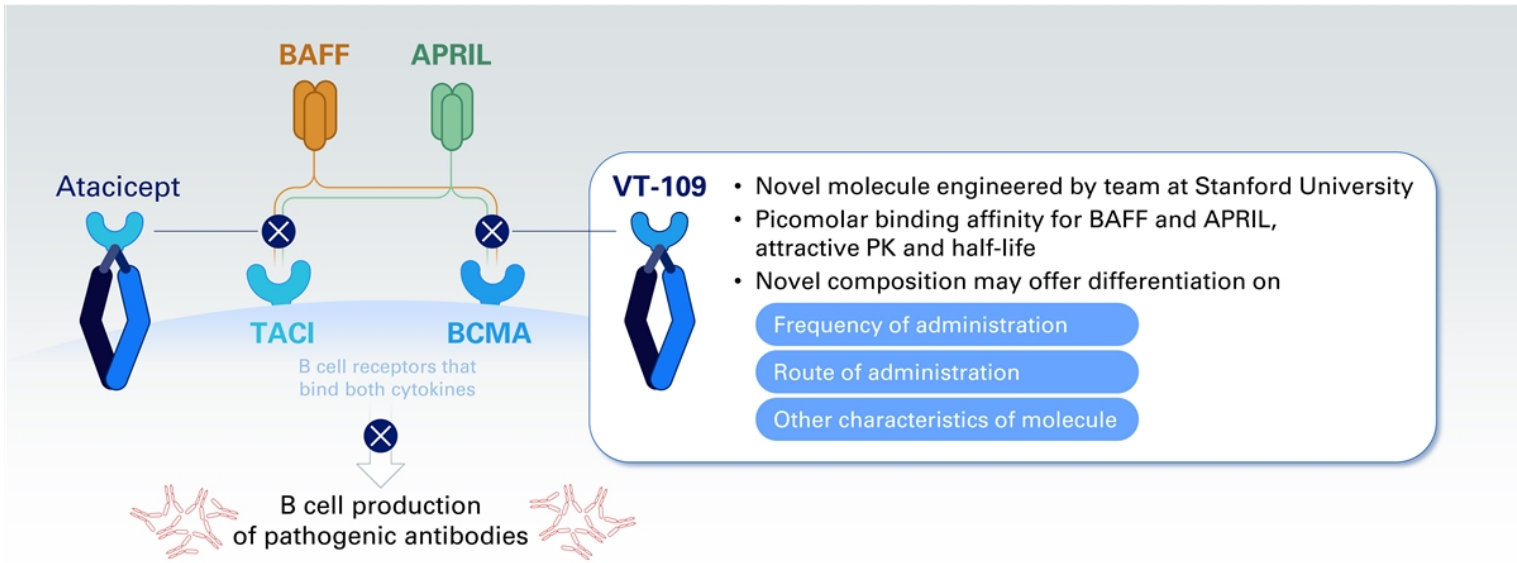 BAFF
APRIL
Atacicept
TACI
BCMA
B cell receptors that
bind both cytokines
B cell production
of pathogenic antibodies
VT-109
• Novel molecule engineered by team at Stanford University
• Picomolar binding affinity for BAFF and APRIL,
attractive PK and half-life
• Novel composition may offer differentiation on
Frequency of administration
Route of administration
Other characteristics of molecule